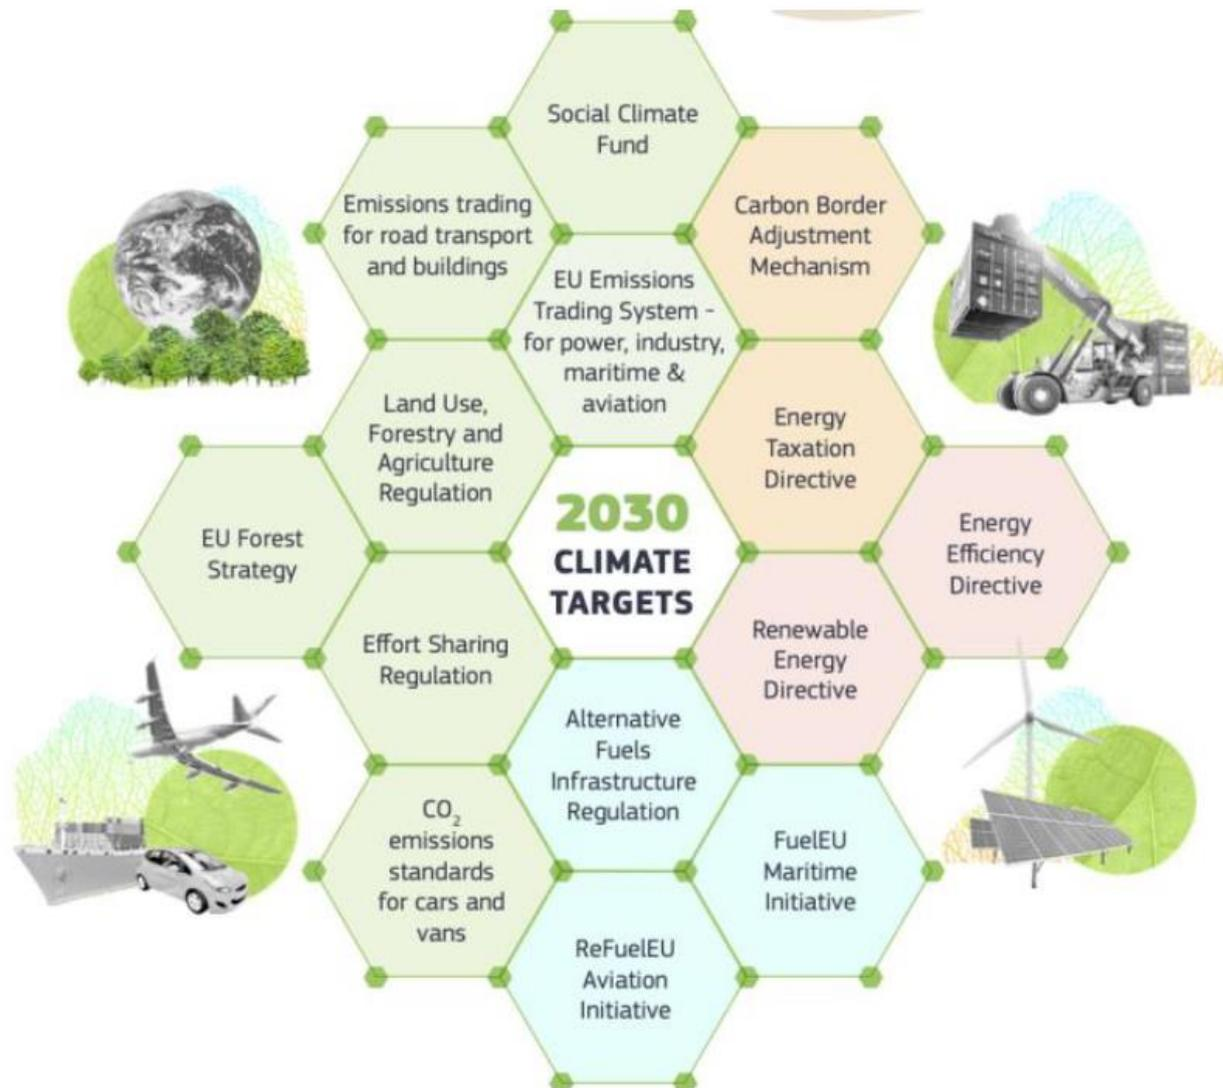 Social Climate
Fund
Emissions trading
for road transport
and buildings
Carbon Border
Adjustment
Mechanism
EU Emissions
Trading System –
for power, industry,
maritime &
aviation
Land Use,
Forestry and
Agriculture
Regulation
Energy
Taxation
Directive
EU Forest
Strategy
2030
CLIMATE
TARGETS
Energy
Efficiency
Directive
Effort Sharing
Regulation
Renewable
Energy
Directive
Alternative
Fuels
Infrastructure
Regulation
CO₂
emissions
standards
for cars and
vans
FuelEU
Maritime
Initiative
ReFuelEU
Aviation
Initiative